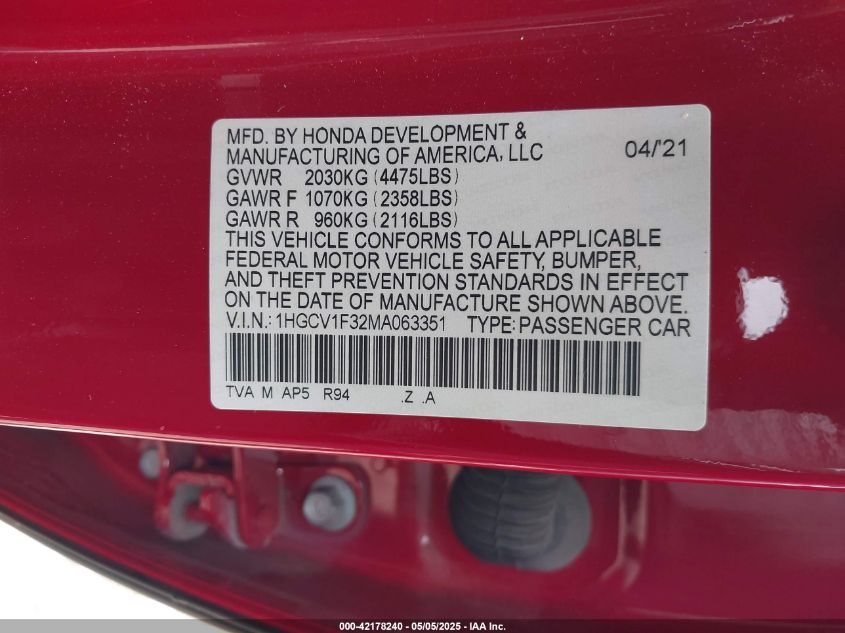 MFD. BY HONDA DEVELOPMENT &
MANUFACTURING OF AMERICA, LLC 04/'21
GVWR 2030KG (4475LBS)
GAWR F 1070KG (2358LBS)
GAWR R 960KG (2116LBS)
THIS VEHICLE CONFORMS TO ALL APPLICABLE
FEDERAL MOTOR VEHICLE SAFETY, BUMPER,
AND THEFT PREVENTION STANDARDS IN EFFECT
ON THE DATE OF MANUFACTURE SHOWN ABOVE.
V.I.N.: 1HGCV1F32MA063351 TYPE: PASSENGER CAR
TVA M AP5 R94 .Z .A
000-42178240 - 05/05/2025 - IAA Inc.